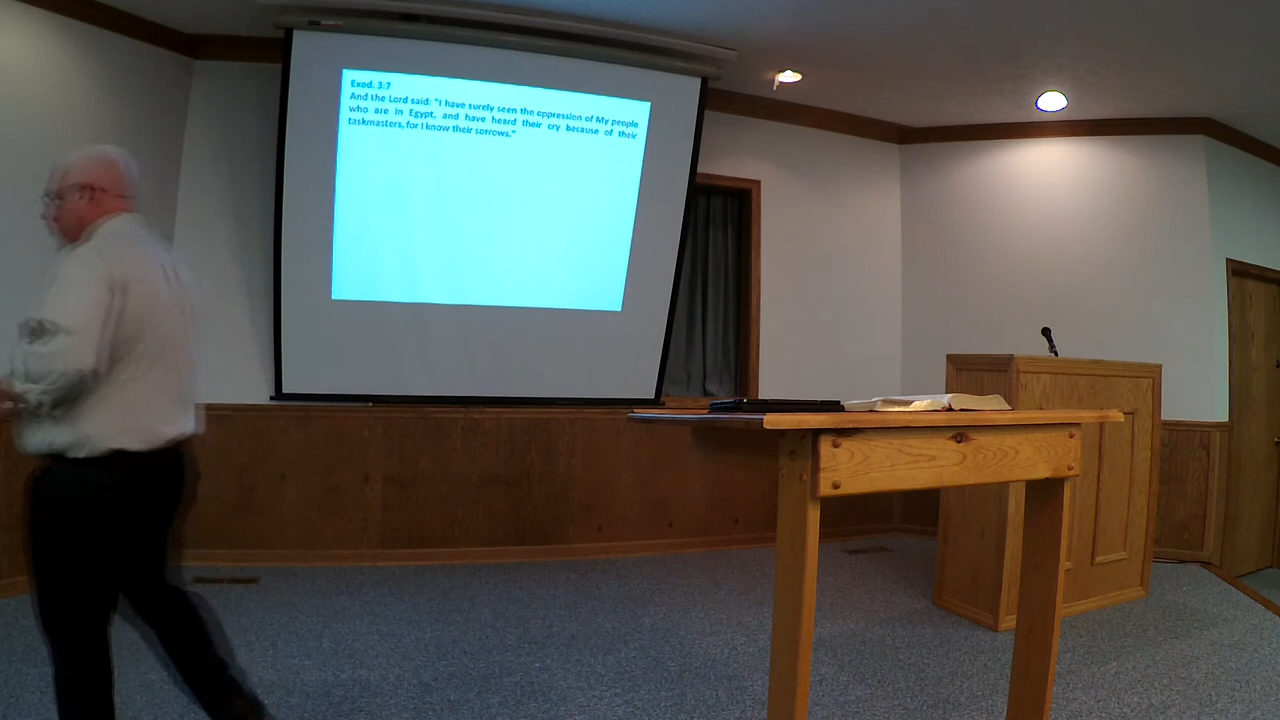 Exod. 3:7
And the Lord said: "I have surely seen the oppression of My people
who are in Egypt, and have heard their cry because of their
taskmasters, for I know their sorrows."